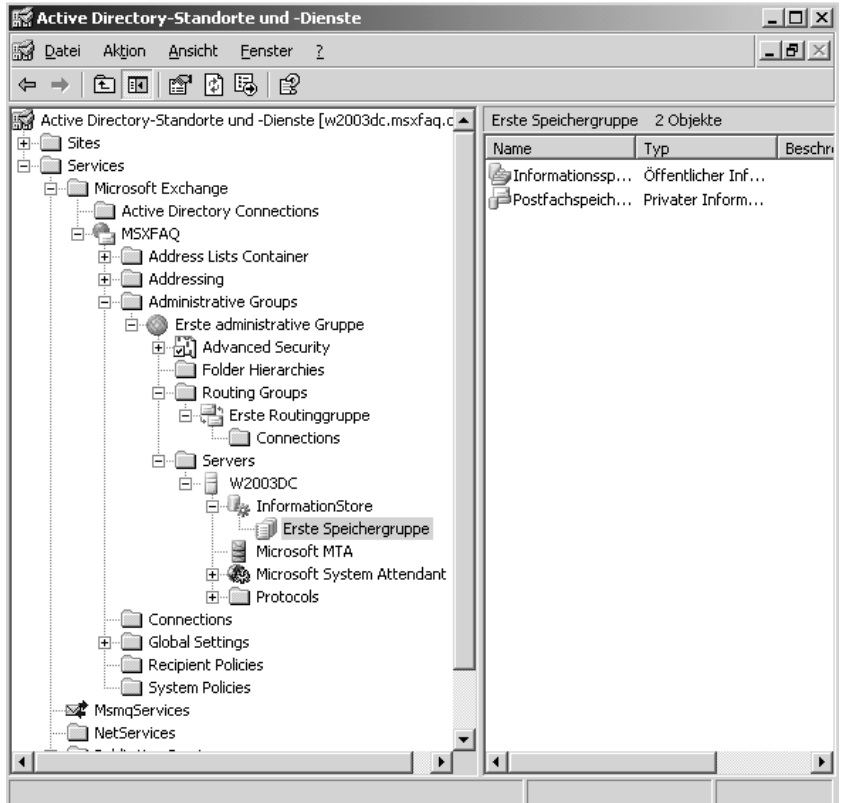 Active Directory-Standorte und -Dienste
Datei Aktion Ansicht Fenster ?
Active Directory-Standorte und -Dienste [w2003dc.msxfaq.c
Sites
Services
Microsoft Exchange
Active Directory Connections
MSXFAQ
Address Lists Container
Addressing
Administrative Groups
Erste administrative Gruppe
Advanced Security
Folder Hierarchies
Routing Groups
Erste Routinggruppe
Connections
Servers
W2003DC
InformationStore
Erste Speichergruppe
Microsoft MTA
Microsoft System Attendant
Protocols
Connections
Global Settings
Recipient Policies
System Policies
MsmqServices
NetServices
Erste Speichergruppe 2 Objekte
Name Typ Beschre
Informationssp... Öffentlicher Inf...
Postfachspeich... Privater Inform...